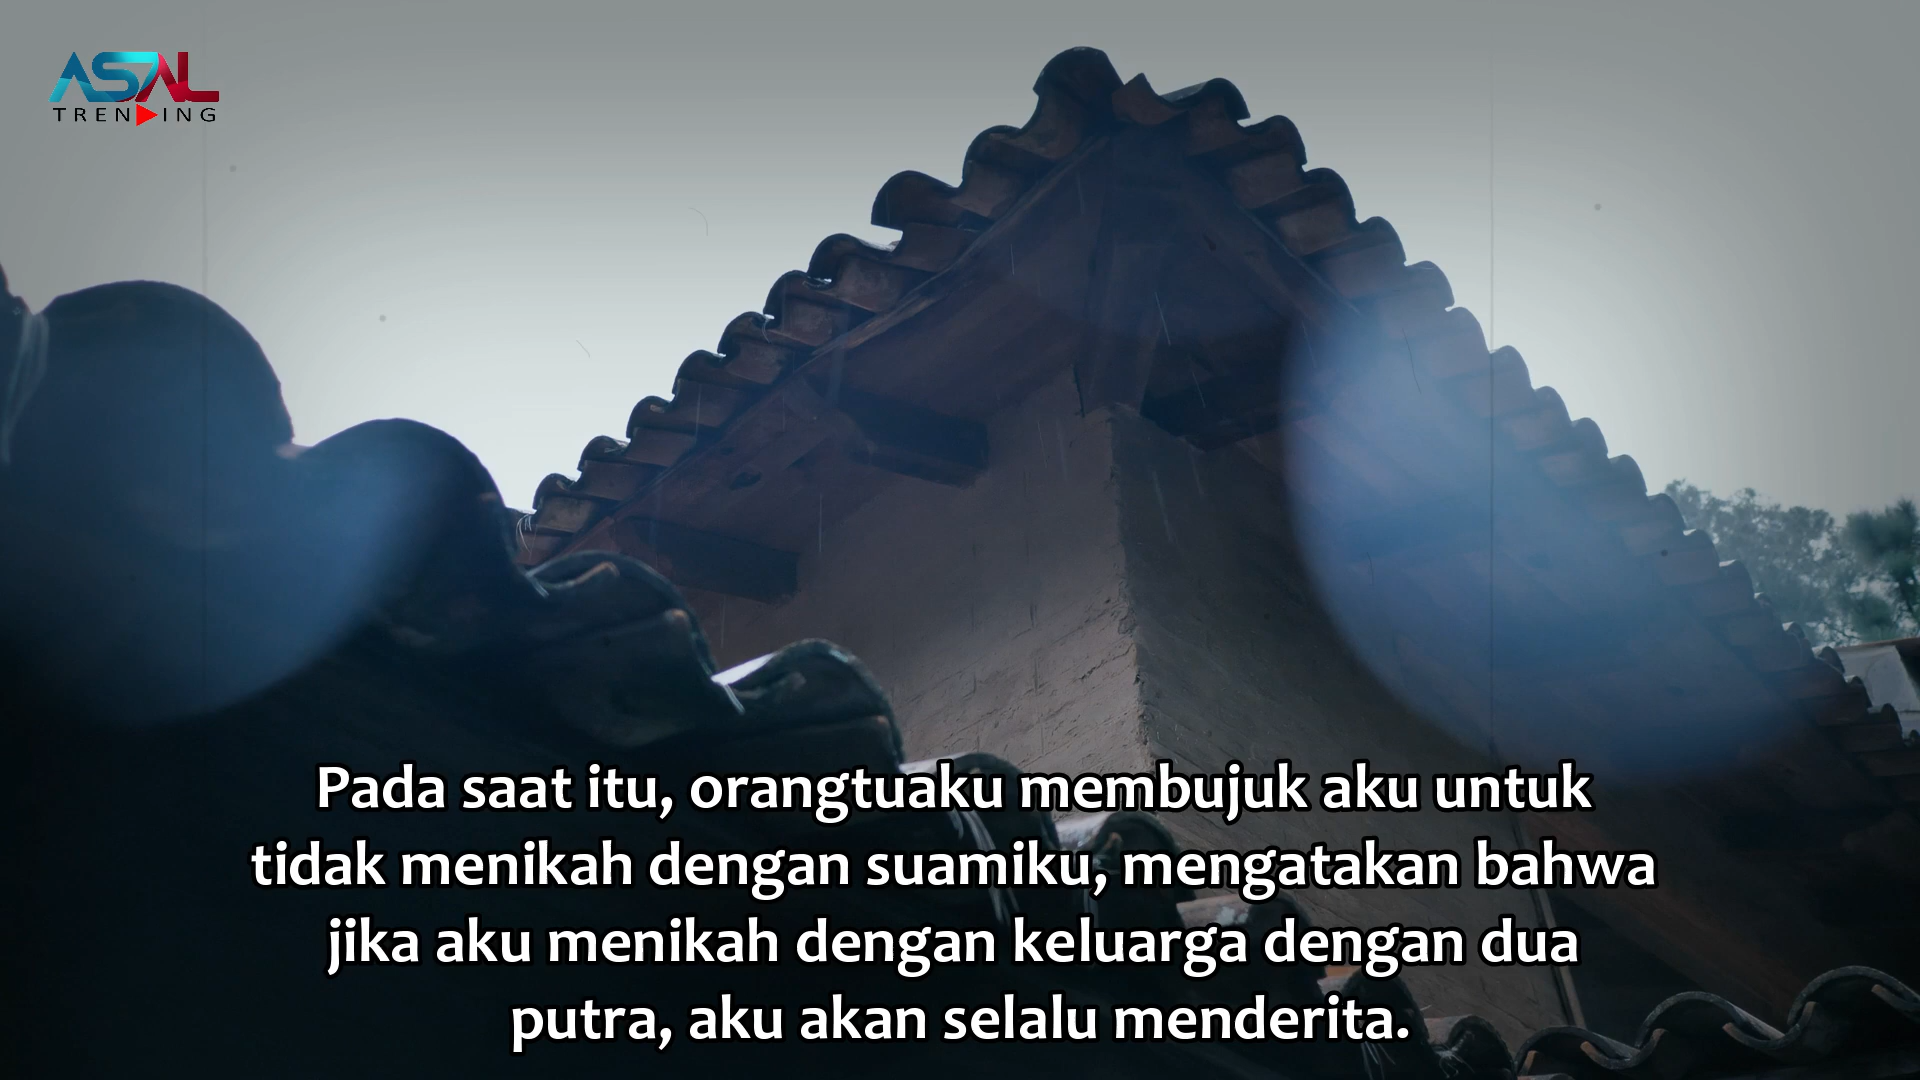 ASAL
TRENDING
Pada saat itu, orangtuaku membujuk aku untuk
tidak menikah dengan suamiku, mengatakan bahwa
jika aku menikah dengan keluarga dengan dua
putra, aku akan selalu menderita.